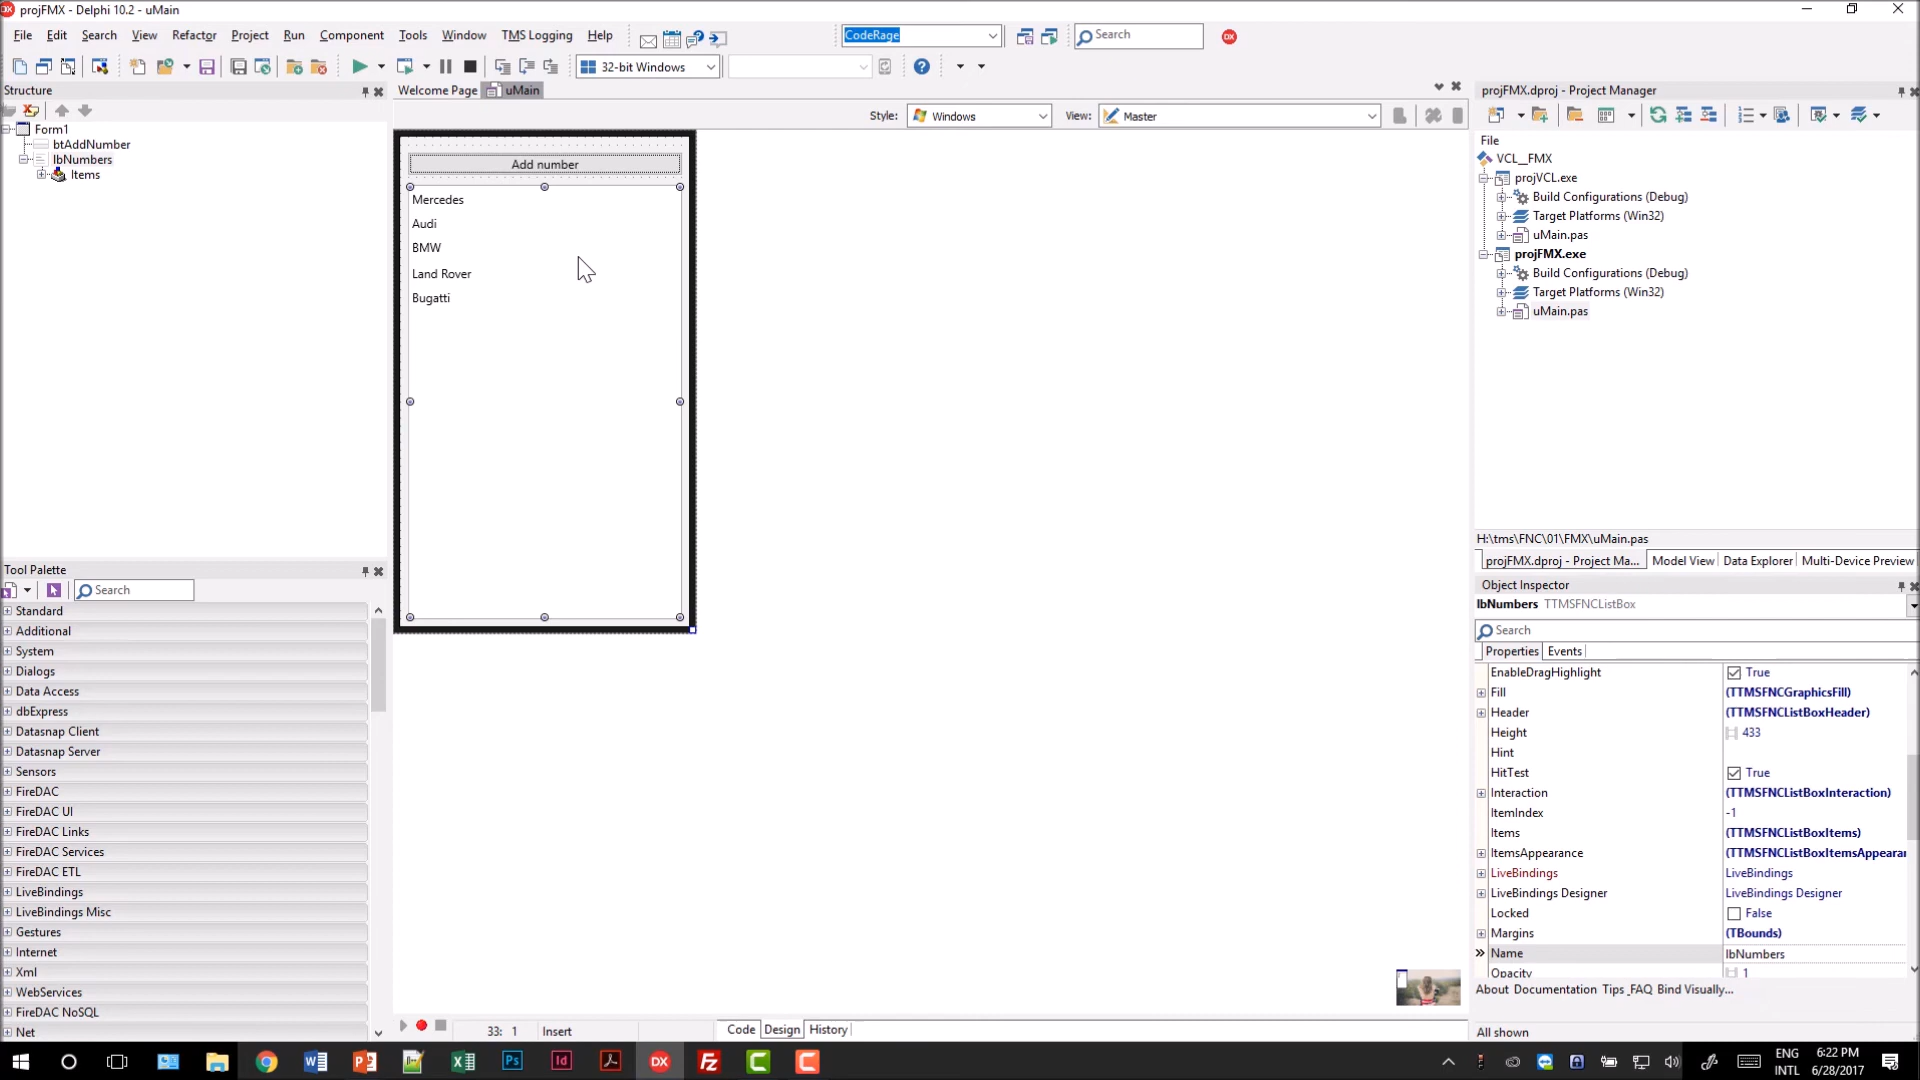 projFMX - Delphi 10.2 - uMain
File Edit Search View Refactor Project Run Component Tools Window TMS Logging Help
CodeRage
Search
32-bit Windows
Structure
Welcome Page uMain
projFMX.dproj - Project Manager
Style: Windows View: Master
Form1
btAddNumber
lbNumbers
Items
Add number
Mercedes
Audi
BMW
Land Rover
Bugatti
File
VCL_FMX
projVCL.exe
Build Configurations (Debug)
Target Platforms (Win32)
uMain.pas
projFMX.exe
Build Configurations (Debug)
Target Platforms (Win32)
uMain.pas
H:\tms\FNC\01\FMX\uMain.pas
projFMX.dproj - Project Ma... Model View Data Explorer Multi-Device Preview
Tool Palette
Search
Standard
Additional
System
Dialogs
Data Access
dbExpress
Datasnap Client
Datasnap Server
Sensors
FireDAC
FireDAC UI
FireDAC Links
FireDAC Services
FireDAC ETL
LiveBindings
LiveBindings Misc
Gestures
Internet
Xml
WebServices
FireDAC NoSQL
Net
Object Inspector
lbNumbers TTMSFNCListBox
Search
Properties Events
EnableDragHighlight True
Fill (TTMSFNCGraphicsFill)
Header (TTMSFNCListBoxHeader)
Height 433
Hint
HitTest True
Interaction (TTMSFNCListBoxInteraction)
ItemIndex -1
Items (TTMSFNCListBoxItems)
ItemsAppearance (TTMSFNCListBoxItemsAppearar
LiveBindings LiveBindings
LiveBindings Designer LiveBindings Designer
Locked False
Margins (TBounds)
Name lbNumbers
Opacity 1
About Documentation Tips _FAQ Bind Visually...
All shown
33: 1 Insert Code Design History
ENG
INTL
6:22 PM
6/28/2017